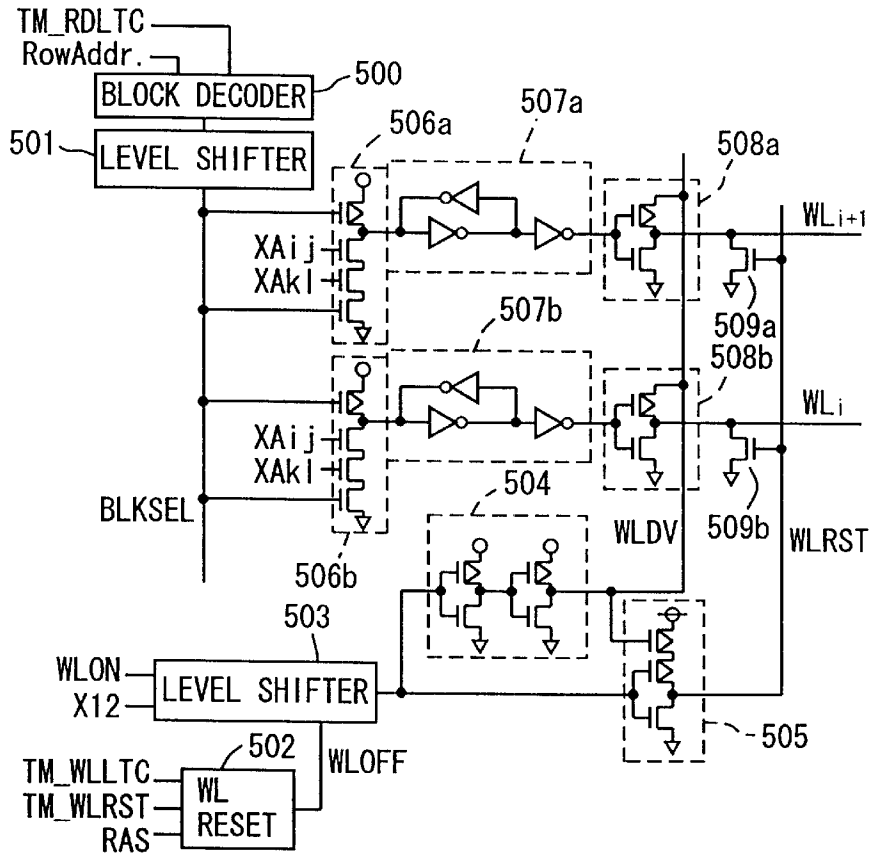 TM_RDLTC
RowAddr.
BLOCK DECODER
500
501
LEVEL SHIFTER
506a
507a
508a
WLi+1
XAij
XAkl
509a
507b
508b
WLi
XAij
XAkl
BLKSEL
504
WLDV
509b
WLRST
506b
503
WLON
X12
LEVEL SHIFTER
505
502
WLOFF
TM_WLLTC
TM_WLRST
RAS
WL
RESET